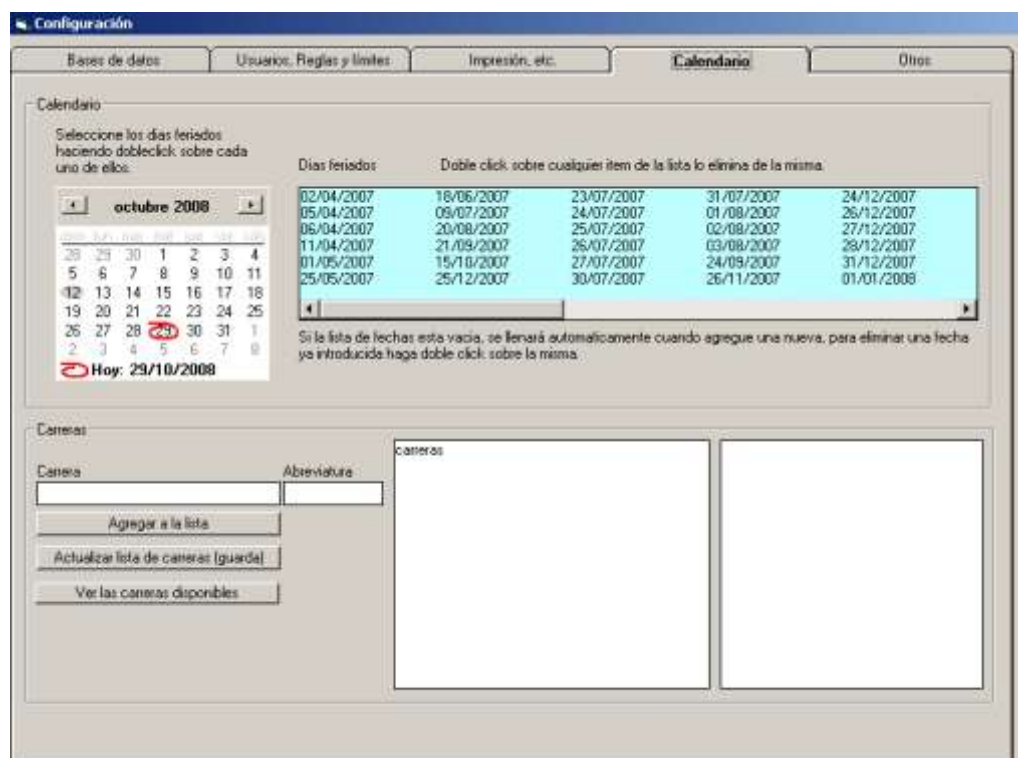 Configuración
Bases de datos
Usuarios, Reglas y límites
Impresión, etc.
Calendario
Otros
Calendario
Seleccione los dias feriados
haciendo dobleclick sobre cada
uno de ellos.
Dias feriados
Doble click sobre cualquier item de la lista lo elimina de la misma.
octubre 2008
28 29 30 1 2 3 4
5 6 7 8 9 10 11
12 13 14 15 16 17 18
19 20 21 22 23 24 25
26 27 28 29 30 31 1
2 3 4 5 6 7 8
Hoy: 29/10/2008
02/04/2007 18/06/2007 23/07/2007 31/07/2007 24/12/2007
05/04/2007 09/07/2007 24/07/2007 01/08/2007 26/12/2007
06/04/2007 20/08/2007 25/07/2007 02/08/2007 27/12/2007
11/04/2007 21/09/2007 26/07/2007 03/08/2007 28/12/2007
01/05/2007 15/10/2007 27/07/2007 24/09/2007 31/12/2007
25/05/2007 25/12/2007 30/07/2007 26/11/2007 01/01/2008
Si la lista de fechas esta vacia, se llenará automaticamente cuando agregue una nueva, para eliminar una fecha
ya introducida haga doble click sobre la misma.
Carreras
Carrera
Abreviatura
carreras
Agregar a la lista
Actualizar lista de carreras (guarda)
Ver las carreras disponibles